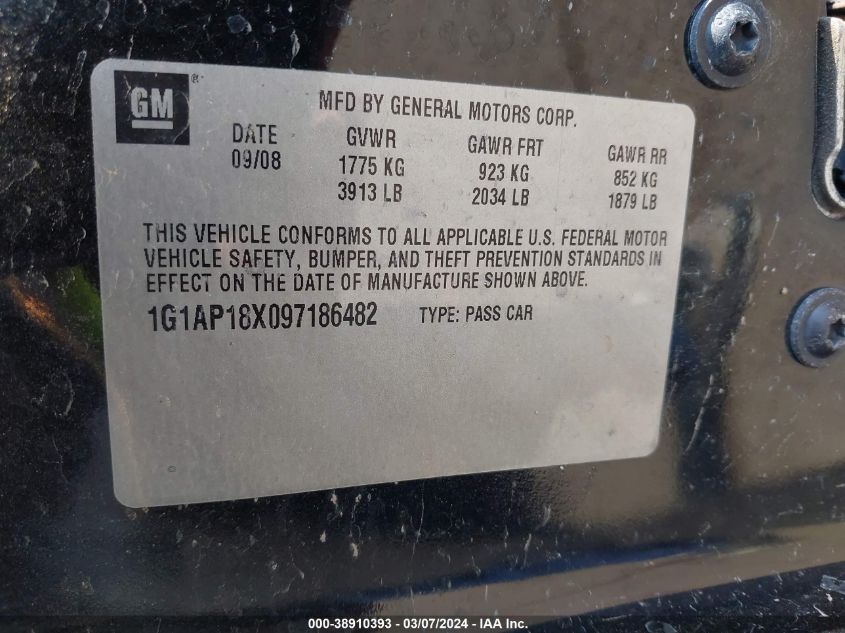 GM ®
MFD BY GENERAL MOTORS CORP.
DATE GVWR GAWR FRT GAWR RR
09/08 1775 KG 923 KG 852 KG
3913 LB 2034 LB 1879 LB
THIS VEHICLE CONFORMS TO ALL APPLICABLE U.S. FEDERAL MOTOR
VEHICLE SAFETY, BUMPER, AND THEFT PREVENTION STANDARDS IN
EFFECT ON THE DATE OF MANUFACTURE SHOWN ABOVE.
1G1AP18X097186482 TYPE: PASS CAR
000-38910393 - 03/07/2024 - IAA Inc.